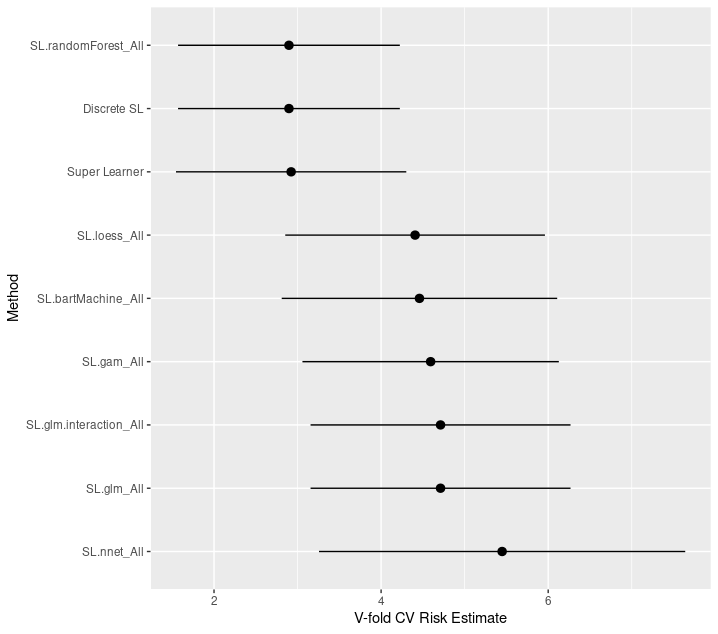 SL.randomForest_All
Discrete SL
Super Learner
SL.loess_All
SL.bartMachine_All
SL.gam_All
SL.glm.interaction_All
SL.glm_All
SL.nnet_All
Method
2 4 6
V-fold CV Risk Estimate